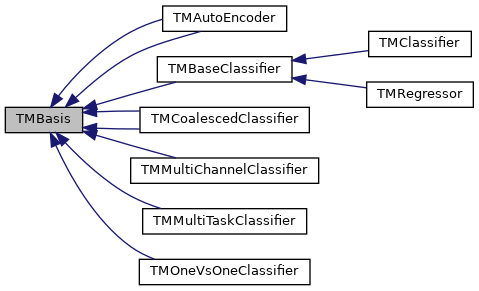 TMAutoEncoder
TMClassifier
TMBaseClassifier
TMRegressor
TMBasis
TMCoalescedClassifier
TMMultiChannelClassifier
TMMultiTaskClassifier
TMOneVsOneClassifier